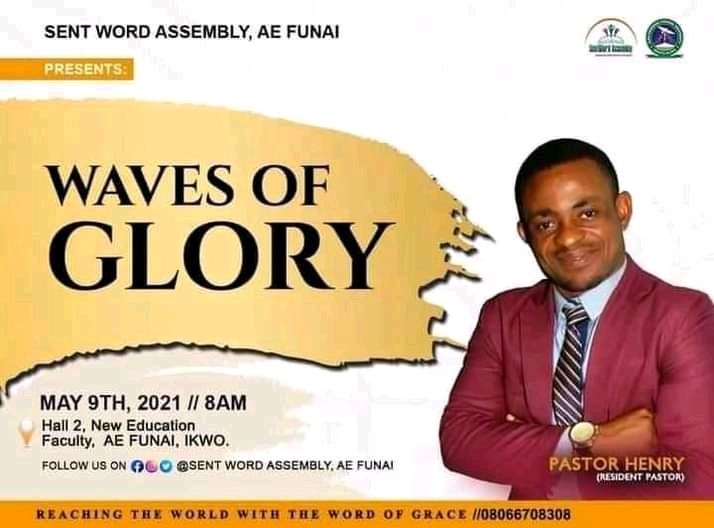 SENT WORD ASSEMBLY, AE FUNAI
PRESENTS:
SentWord Assembly
WAVES OF
GLORY
MAY 9TH, 2021 // 8AM
Hall 2, New Education
Faculty, AE FUNAI, IKWO.
FOLLOW US ON @SENT WORD ASSEMBLY, AE FUNAI
PASTOR HENRY
(RESIDENT PASTOR)
REACHING THE WORLD WITH THE WORD OF GRACE //08066708308